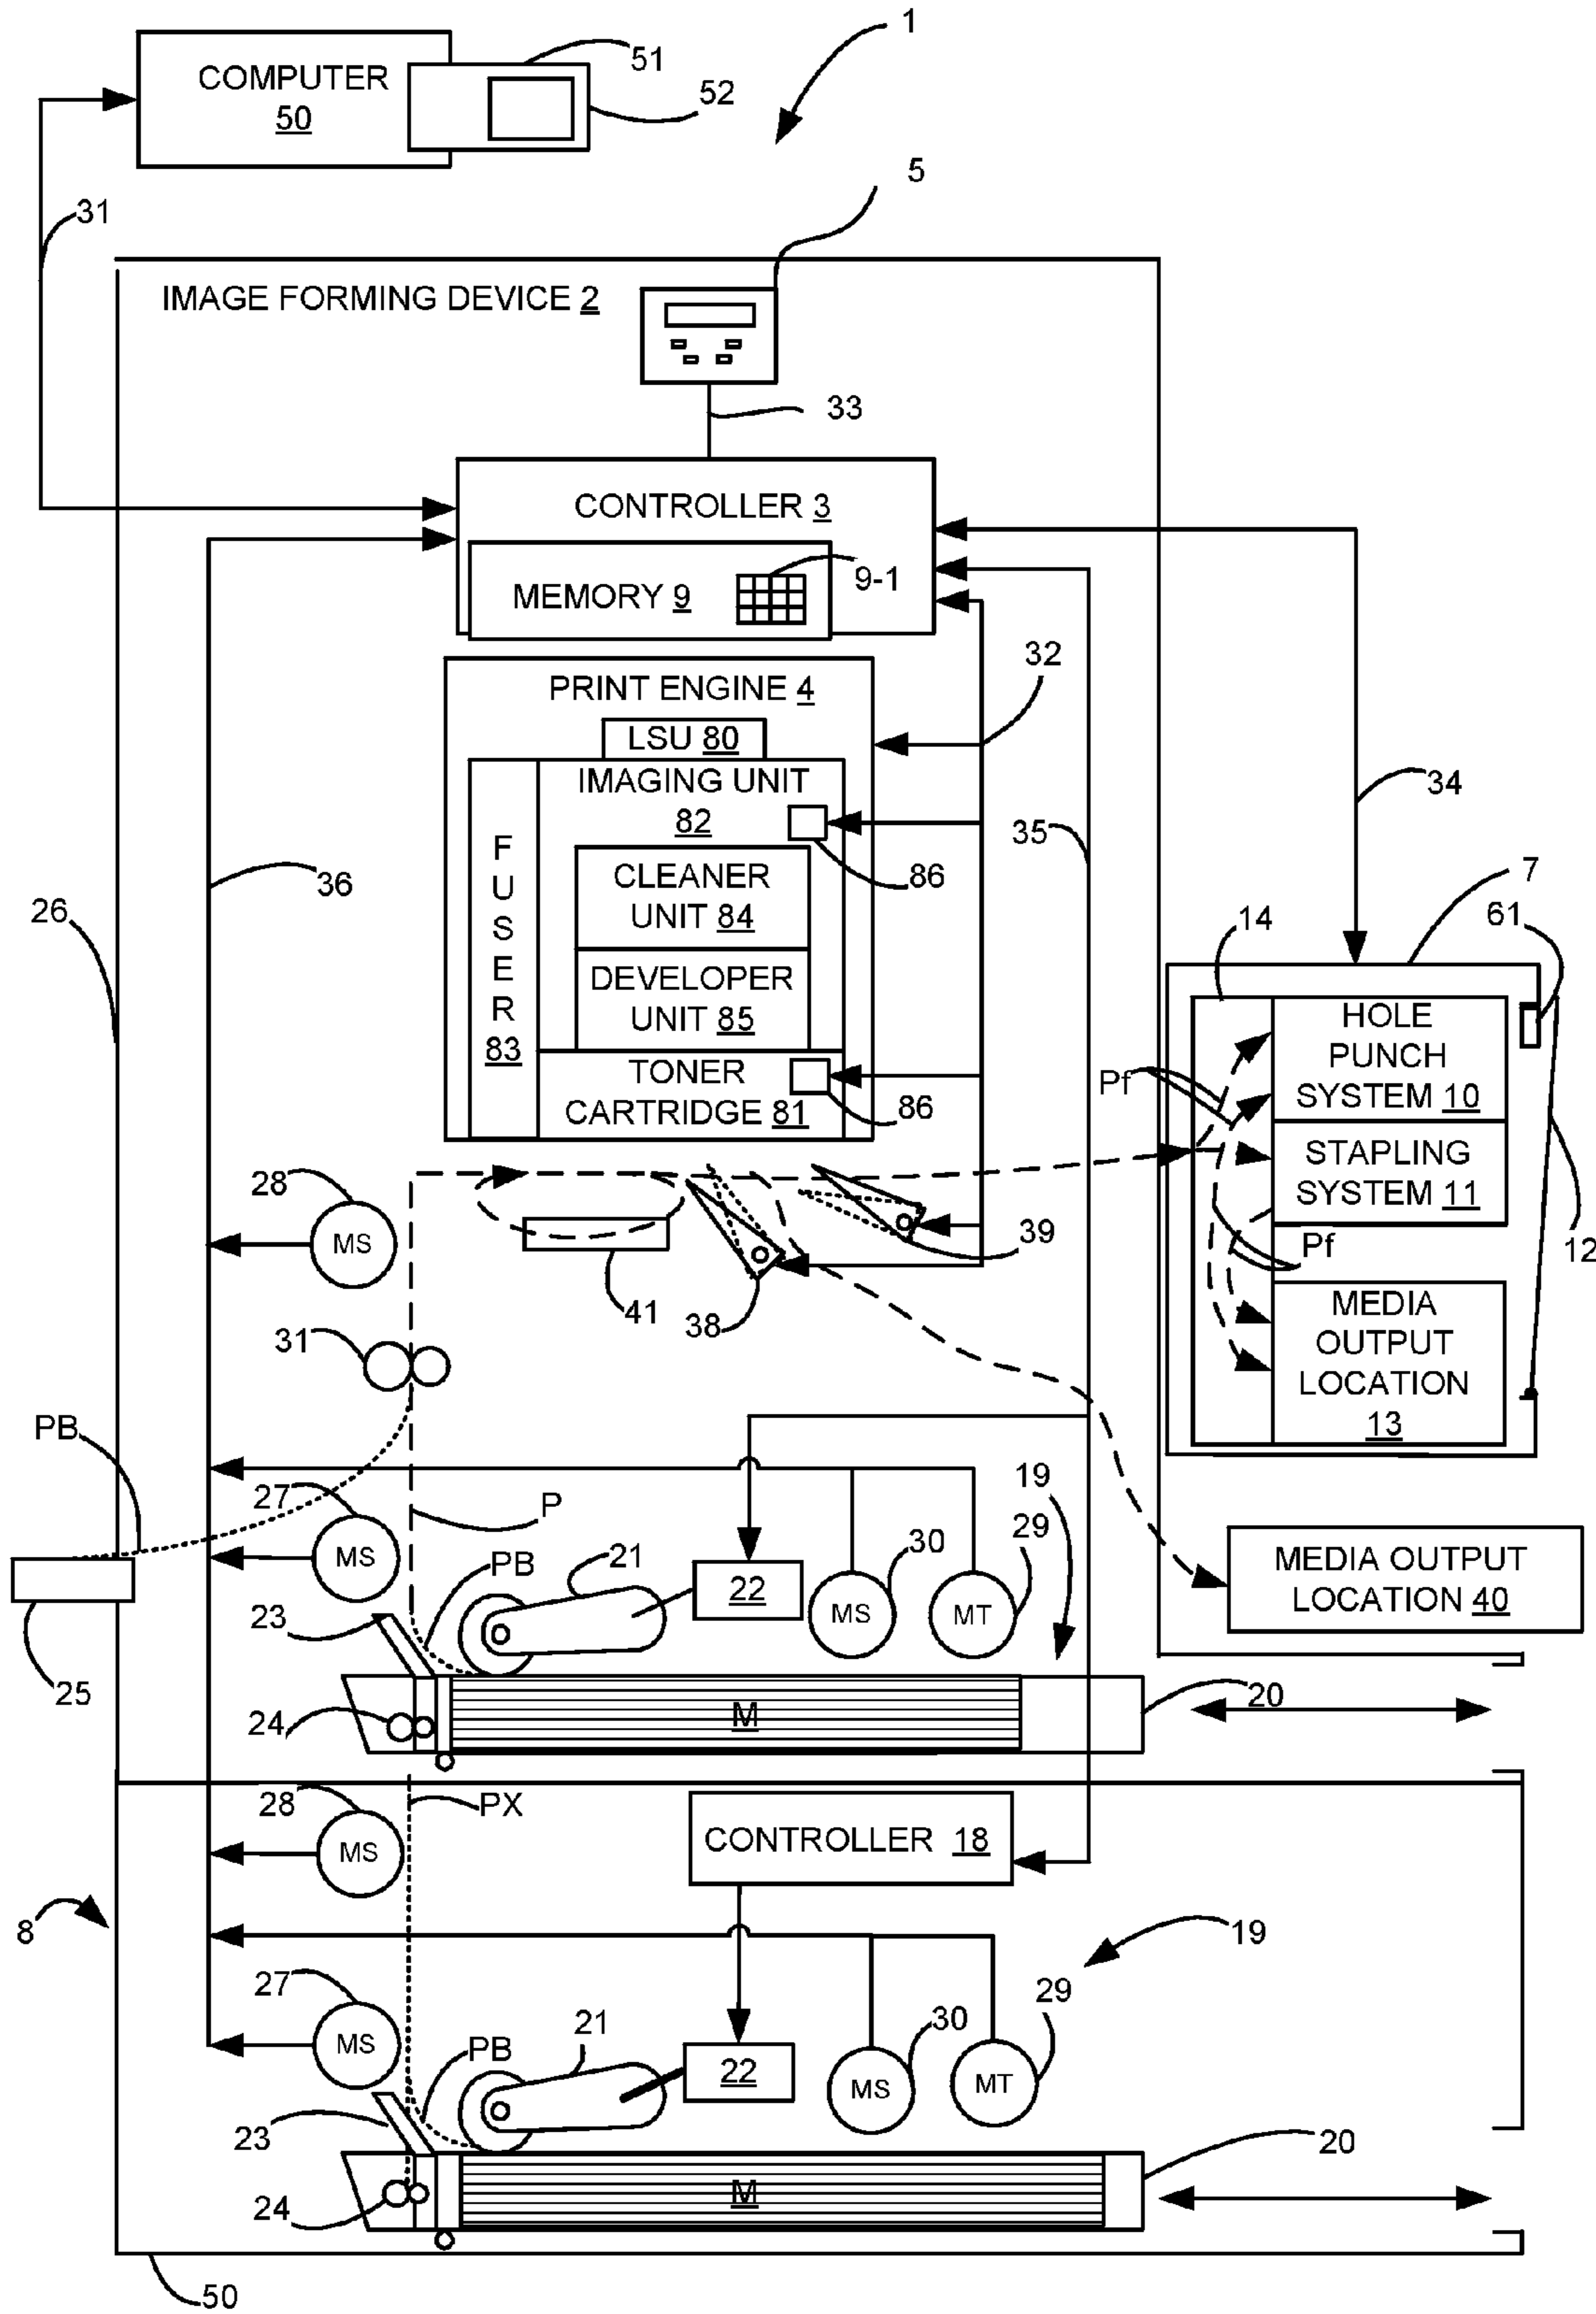 1
COMPUTER
50
51
52
5
31
IMAGE FORMING DEVICE 2
33
CONTROLLER 3
MEMORY 9
9-1
32
PRINT ENGINE 4
LSU 80
IMAGING UNIT
82
34
35
F
U
S
E
R
83
86
CLEANER
UNIT 84
36
7
26
61
14
DEVELOPER
UNIT 85
HOLE
PUNCH
SYSTEM 10
TONER
CARTRIDGE 81
86
Pf
STAPLING
SYSTEM 11
28
MS
39
Pf
12
41
38
MEDIA
OUTPUT
LOCATION
13
31
PB
27
MS
P
19
29
PB
21
30
22
MS
MT
MEDIA OUTPUT
LOCATION 40
23
25
24
M
20
28
PX
MS
CONTROLLER 18
8
19
27
MS
29
21
30
PB
22
MS
MT
23
20
24
M
50